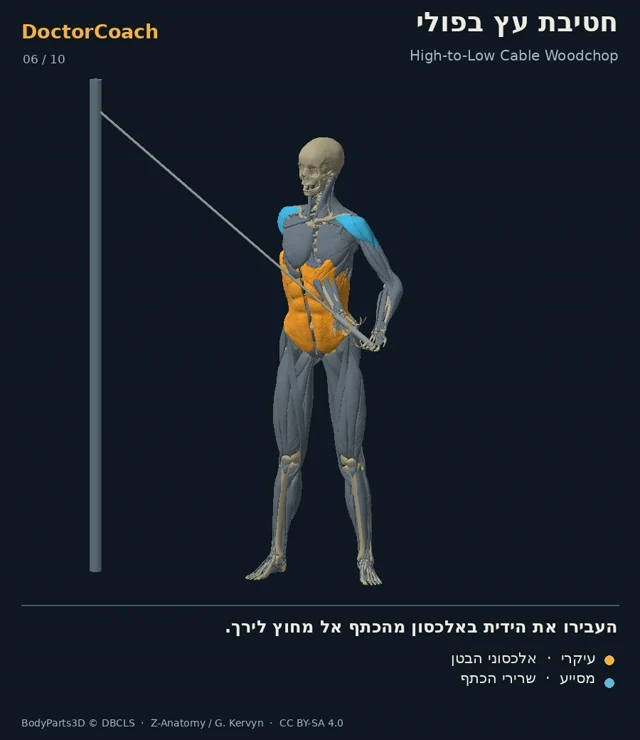 חטיבת עץ בפולי
DoctorCoach
High-to-Low Cable Woodchop
06 / 10
העבירו את הידית באלכסון מהכתף אל מחוץ לירך.
עיקרי · אלכסוני הבטן
מסייע · שרירי הכתף
BodyParts3D © DBCLS · Z-Anatomy / G. Kervyn · CC BY-SA 4.0